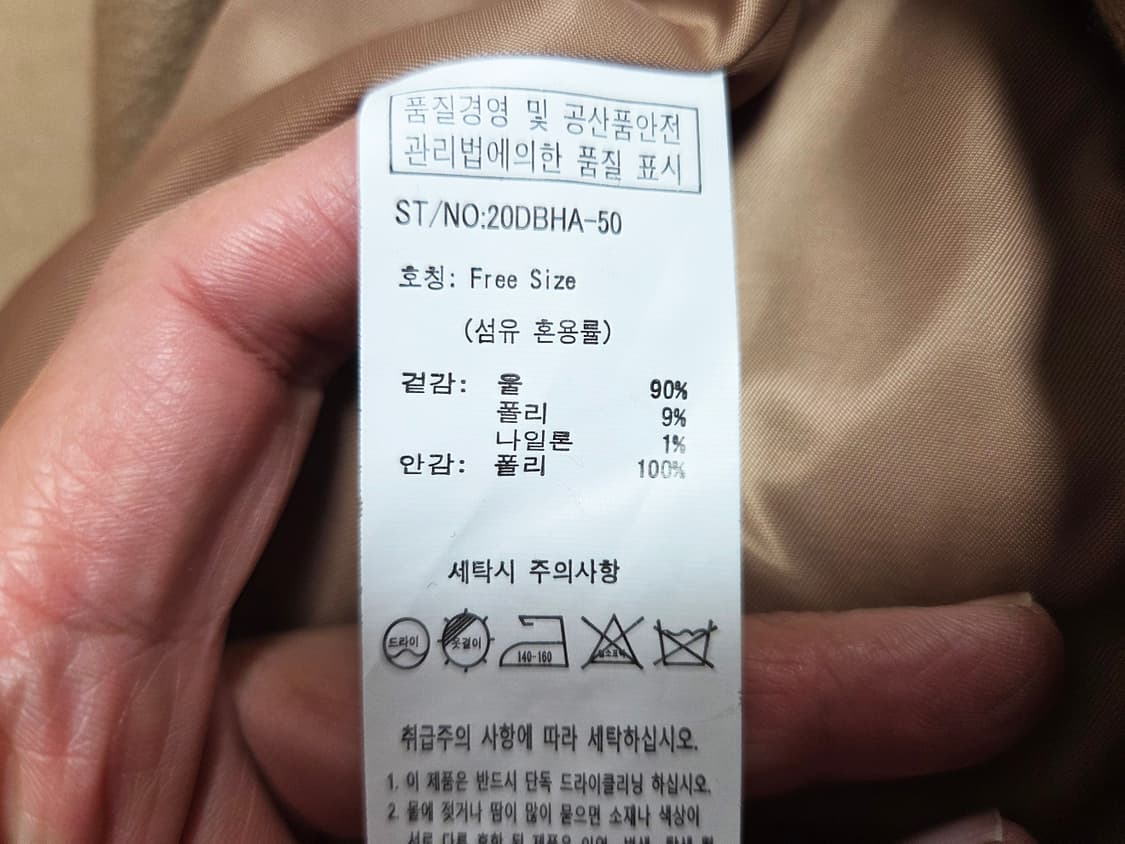 품질경영 및 공산품안전
관리법에의한 품질 표시
ST/NO:20DBHA-50
호칭: Free Size
(섬유 혼용률)
겉감: 울 90%
폴리 9%
나일론 1%
안감: 폴리 100%
세탁시 주의사항
드라이 옷걸이 140-160
취급주의 사항에 따라 세탁하십시오.
1. 이 제품은 반드시 단독 드라이클리닝 하십시오.
2. 물에 젖거나 땀이 많이 묻으면 소재나 색상이